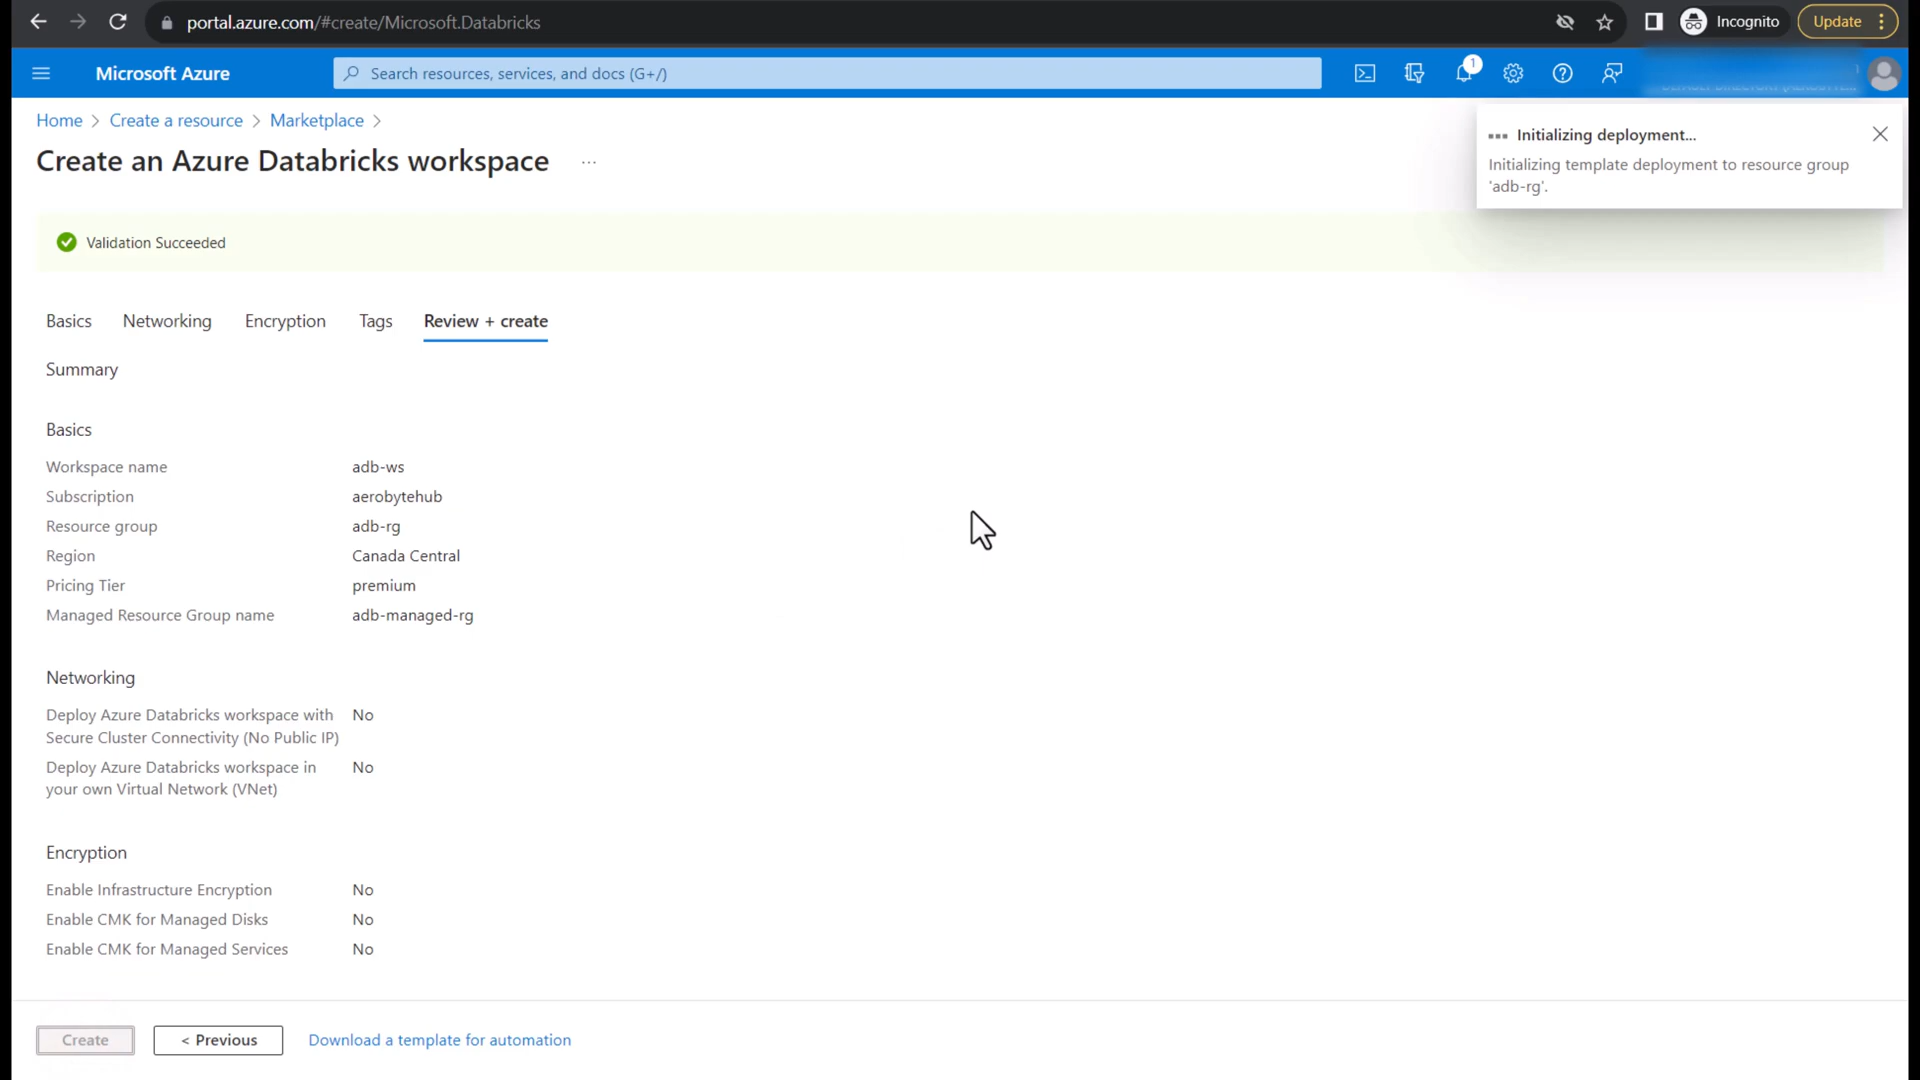 portal.azure.com/#create/Microsoft.Databricks
Incognito
Update
Microsoft Azure
Search resources, services, and docs (G+/)
1
Home > Create a resource > Marketplace >
Create an Azure Databricks workspace ...
Initializing deployment...
Initializing template deployment to resource group
'adb-rg'.
Validation Succeeded
Basics Networking Encryption Tags Review + create
Summary
Basics
Workspace name adb-ws
Subscription aerobytehub
Resource group adb-rg
Region Canada Central
Pricing Tier premium
Managed Resource Group name adb-managed-rg
Networking
Deploy Azure Databricks workspace with No
Secure Cluster Connectivity (No Public IP)
Deploy Azure Databricks workspace in No
your own Virtual Network (VNet)
Encryption
Enable Infrastructure Encryption No
Enable CMK for Managed Disks No
Enable CMK for Managed Services No
Create
< Previous
Download a template for automation